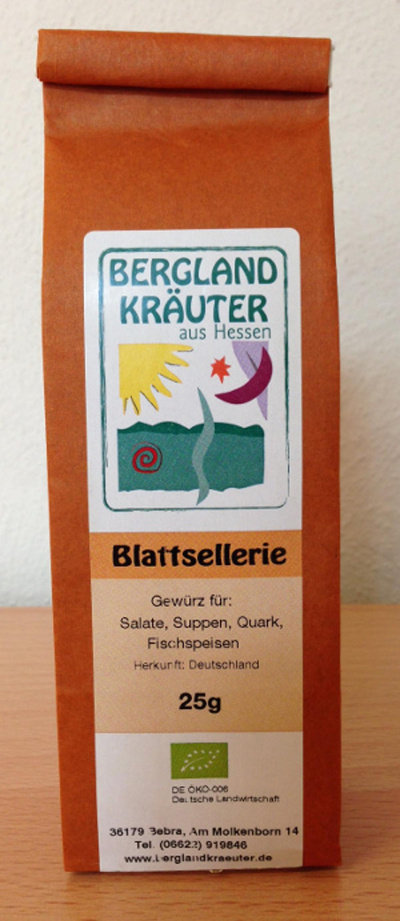 BERGLAND
KRÄUTER
aus Hessen
Blattsellerie
Gewürz für:
Salate, Suppen, Quark,
Fischspeisen
Herkunft: Deutschland
25g
DE ÖKO-006
Deutsche Landwirtschaft
36179 Bebra, Am Molkenborn 14
Tel. (06622) 919846
www.berglandkraeuter.de